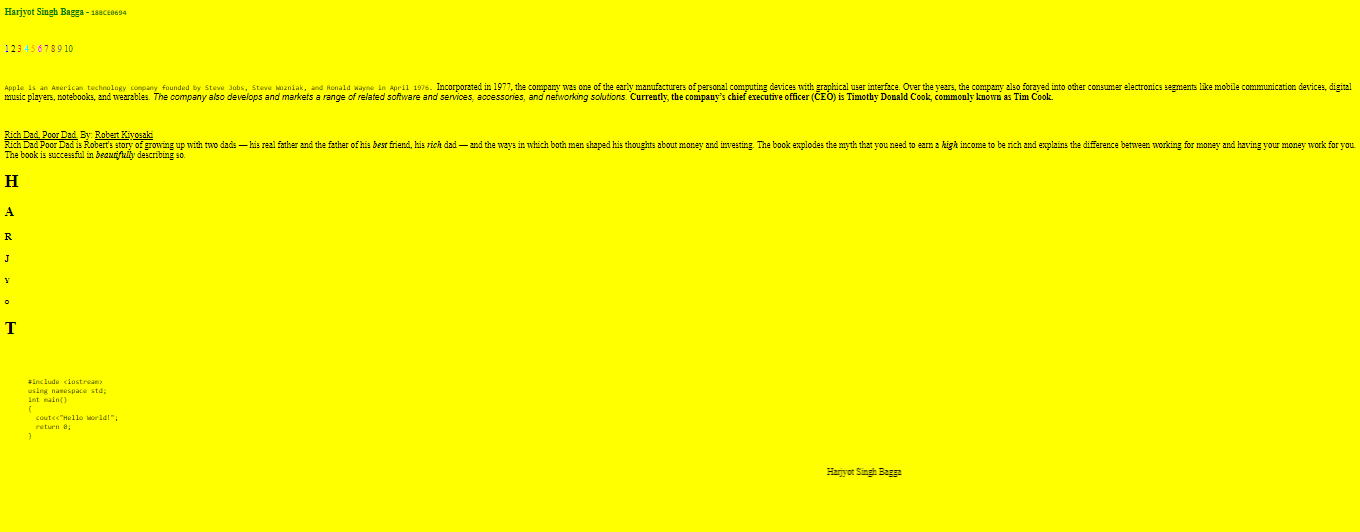 Harjyot Singh Bagga - 18BCE0694
1 2 3 4 5 6 7 8 9 10
Apple is an American technology company founded by Steve Jobs, Steve Wozniak, and Ronald Wayne in April 1976. Incorporated in 1977, the company was one of the early manufacturers of personal computing devices with graphical user interface. Over the years, the company also forayed into other consumer electronics segments like mobile communication devices, digital
music players, notebooks, and wearables. The company also develops and markets a range of related software and services, accessories, and networking solutions. Currently, the company's chief executive officer (CEO) is Timothy Donald Cook, commonly known as Tim Cook.
Rich Dad, Poor Dad, By: Robert Kiyosaki
Rich Dad Poor Dad is Robert's story of growing up with two dads — his real father and the father of his best friend, his rich dad — and the ways in which both men shaped his thoughts about money and investing. The book explodes the myth that you need to earn a high income to be rich and explains the difference between working for money and having your money work for you.
The book is successful in beautifully describing so.
H
A
R
J
Y
O
T
#include <iostream>
using namespace std;
int main()
{
cout<<"Hello World!";
return 0;
}
Harjyot Singh Bagga